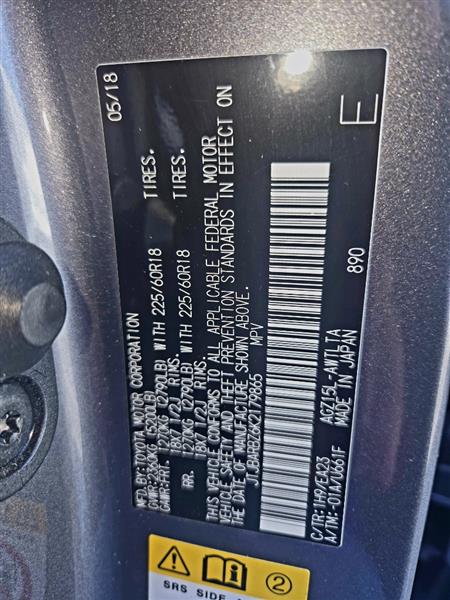 MFD.BY:TOYOTA MOTOR CORPORATION 05/18
GVWR:2360KG (5200LB)
GAWR:FRT. 1270KG (2790LB) WITH 225/60R18 TIRES.
18X7 1/2J RIMS.
RR. 1270KG (2790LB) WITH 225/60R18 TIRES.
18X7 1/2J RIMS.
THIS VEHICLE CONFORMS TO ALL APPLICABLE FEDERAL MOTOR
VEHICLE SAFETY AND THEFT PREVENTION STANDARDS IN EFFECT ON
THE DATE OF MANUFACTURE SHOWN ABOVE.
MPV
E
C/TR:1H9/EA23 AGZ15L-AWTLTA
A/TM:-01A/U661F MADE IN JAPAN 890
2
SRS SIDE